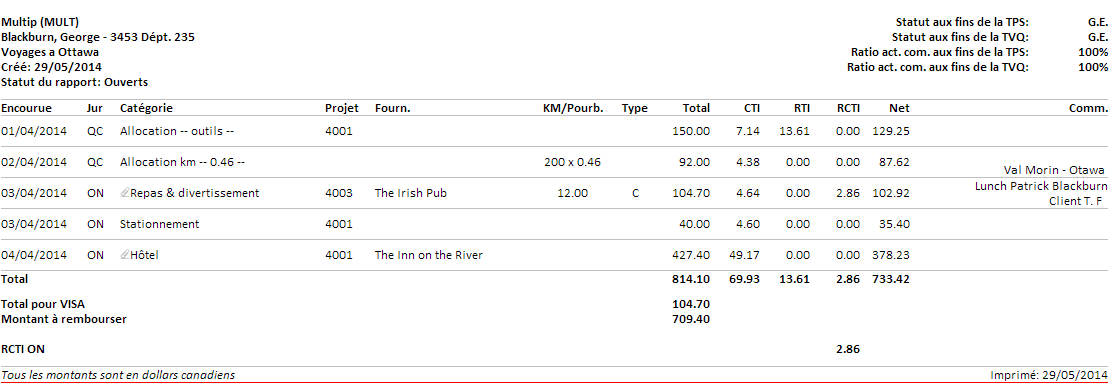 Multip (MULT) Statut aux fins de la TPS: G.E.
Blackburn, George - 3453 Dépt. 235 Statut aux fins de la TVQ: G.E.
Voyages a Ottawa Ratio act. com. aux fins de la TPS: 100%
Créé: 29/05/2014 Ratio act. com. aux fins de la TVQ: 100%
Statut du rapport: Ouverts
Encourue Jur Catégorie Projet Fourn. KM/Pourb. Type Total CTI RTI RCTI Net Comm.
01/04/2014 QC Allocation -- outils -- 4001 150.00 7.14 13.61 0.00 129.25
02/04/2014 QC Allocation km -- 0.46 -- 200 x 0.46 92.00 4.38 0.00 0.00 87.62
Val Morin - Otawa
03/04/2014 ON Repas & divertissement 4003 The Irish Pub 12.00 C 104.70 4.64 0.00 2.86 102.92 Lunch Patrick Blackburn
Client T. F
03/04/2014 ON Stationnement 4001 40.00 4.60 0.00 0.00 35.40
04/04/2014 ON Hôtel 4001 The Inn on the River 427.40 49.17 0.00 0.00 378.23
Total 814.10 69.93 13.61 2.86 733.42
Total pour VISA 104.70
Montant à rembourser 709.40
RCTI ON 2.86
Tous les montants sont en dollars canadiens Imprimé: 29/05/2014